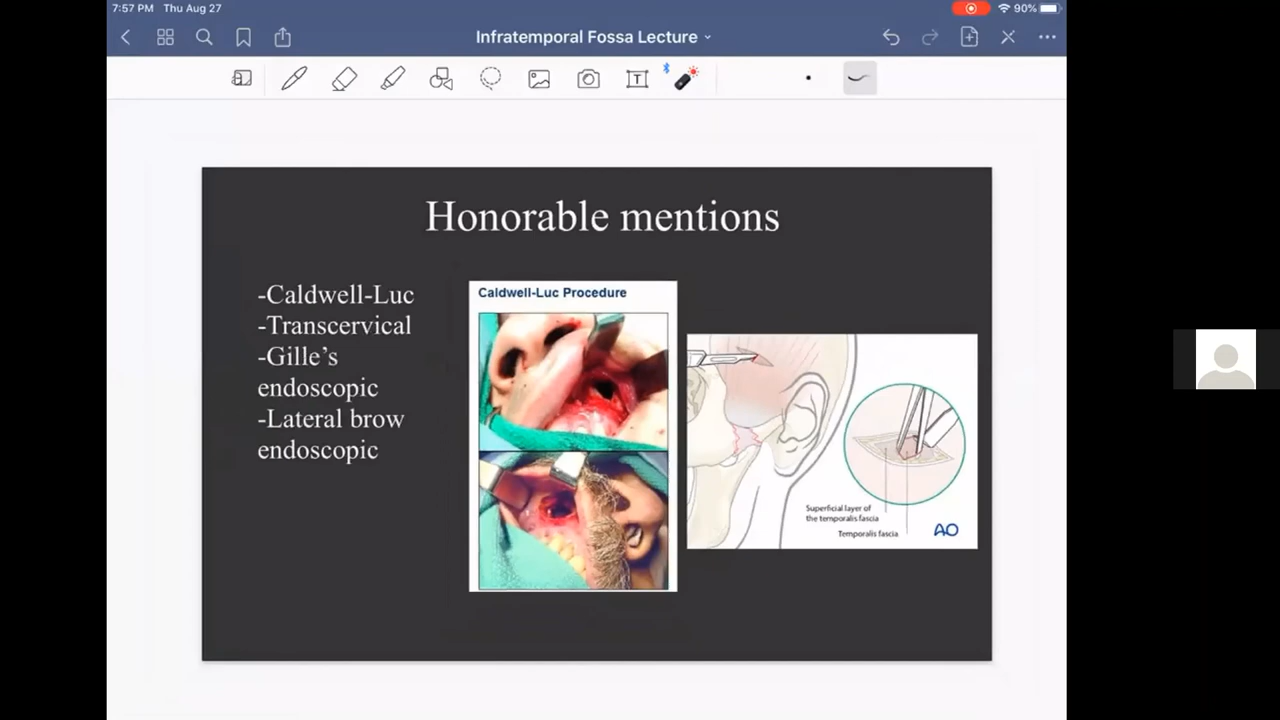 7:57 PM Thu Aug 27
90%
Infratemporal Fossa Lecture
T
Honorable mentions
-Caldwell-Luc
-Transcervical
-Gille's
endoscopic
-Lateral brow
endoscopic
Caldwell-Luc Procedure
Superficial layer of
the temporalis fascia
Temporalis fascia
AO